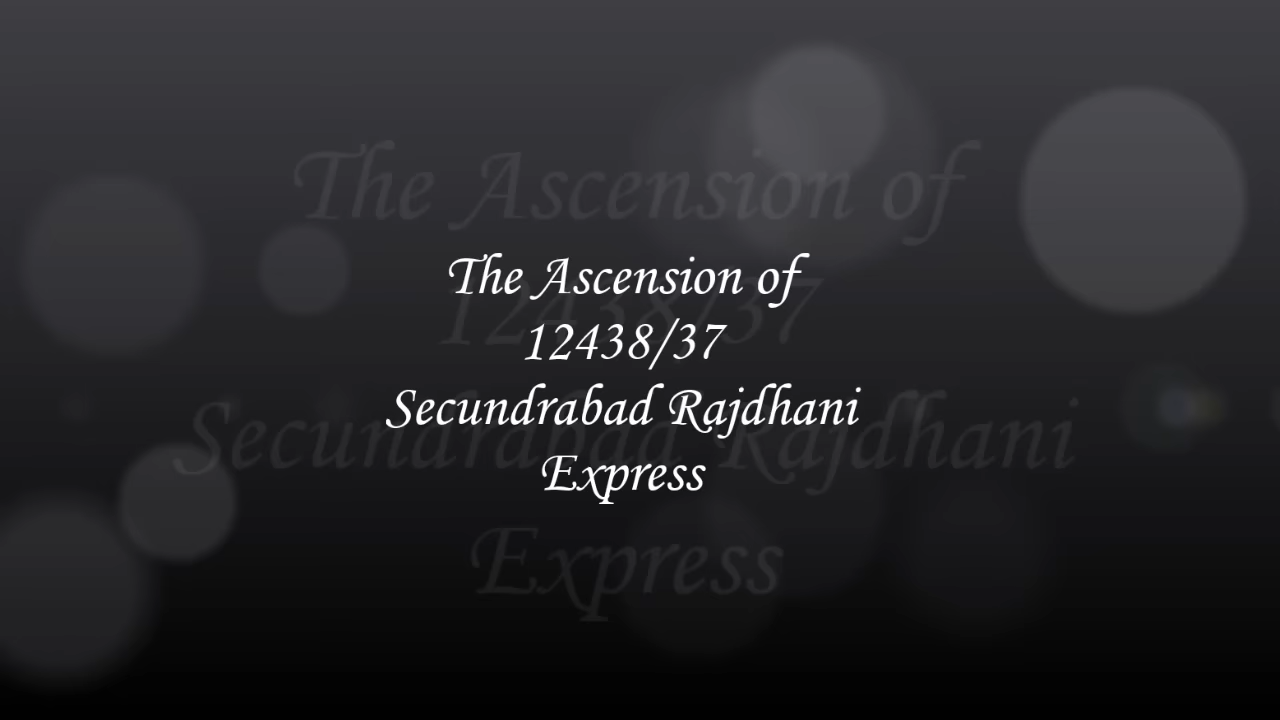 The Ascension of
12438/37
Secundrabad Rajdhani
Express